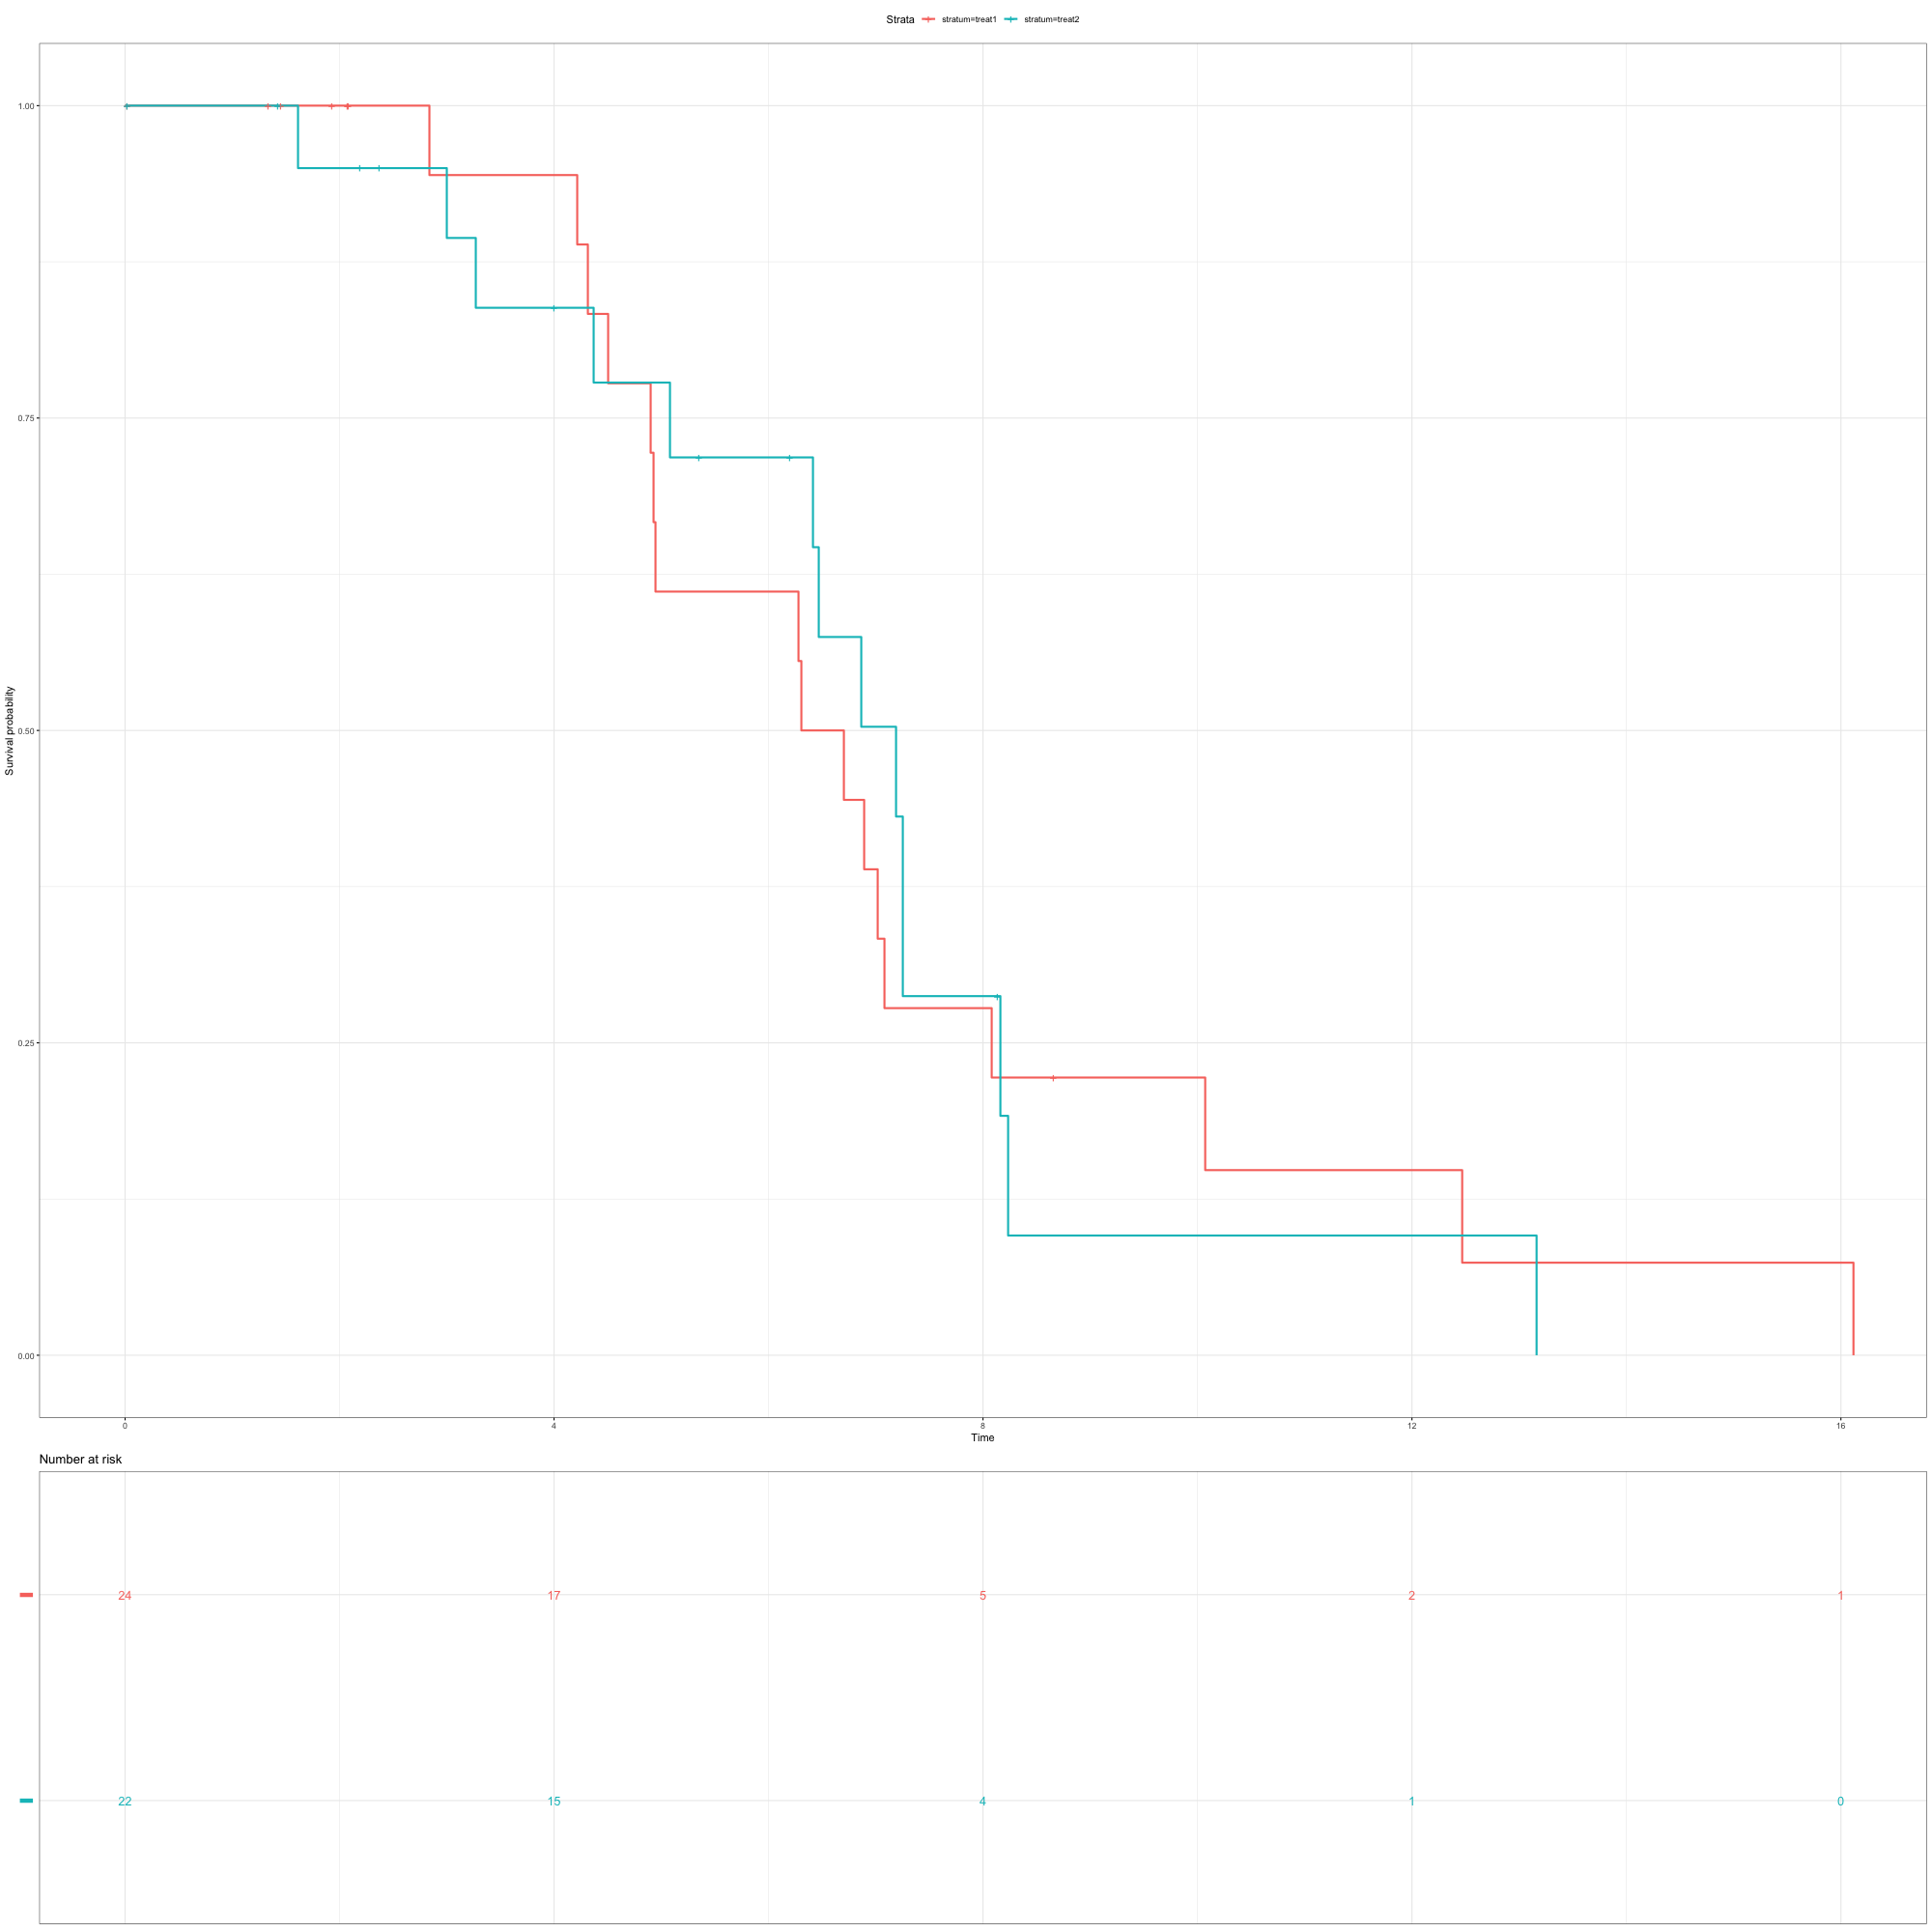 Strata stratum=treat1 stratum=treat2
1.00
0.75
0.50
0.25
0.00
Survival probability
0 4 8 12 16
Time
Number at risk
24 17 5 2 1
22 15 4 1 0